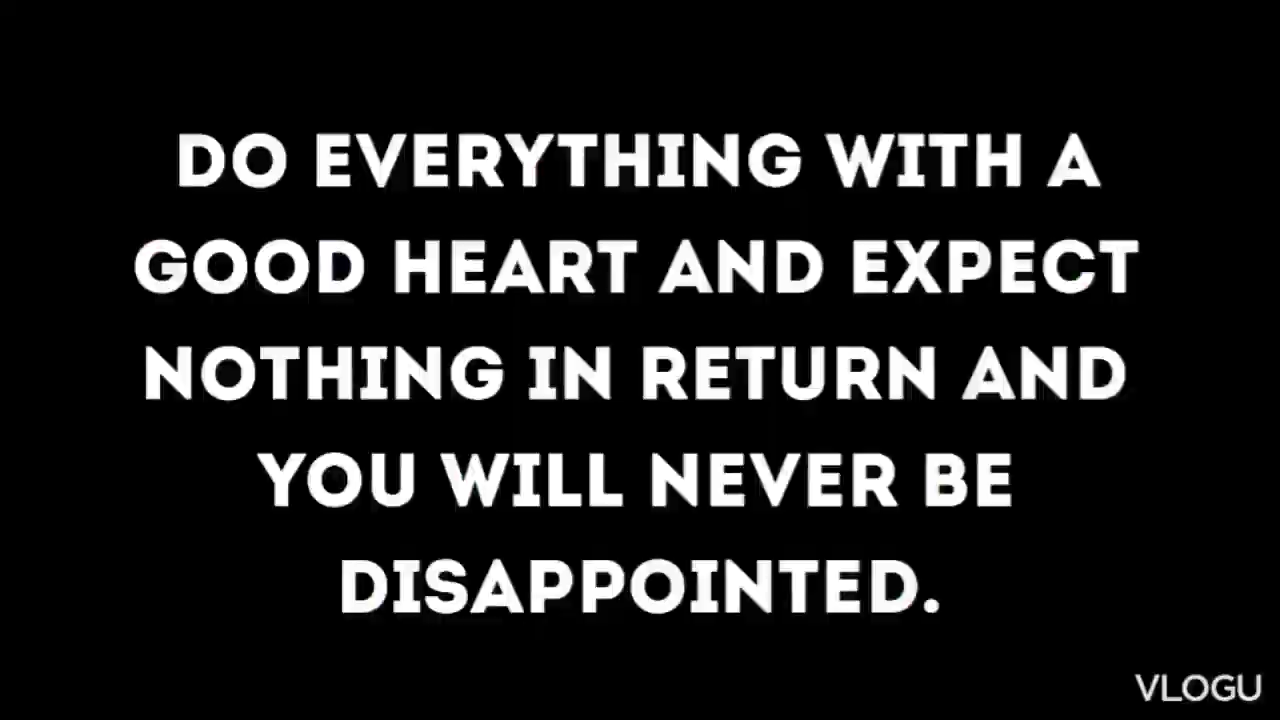 DO EVERYTHING WITH A
GOOD HEART AND EXPECT
NOTHING IN RETURN AND
YOU WILL NEVER BE
DISAPPOINTED.
VLOGU